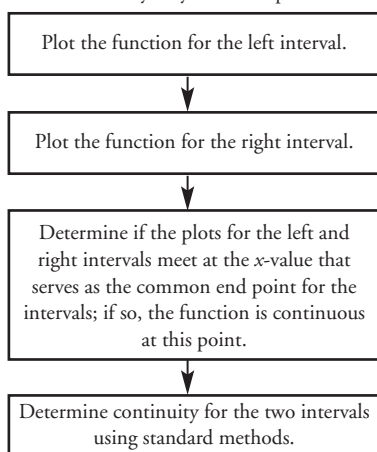 Plot the function for the left interval.
Plot the function for the right interval.
Determine if the plots for the left and
right intervals meet at the x-value that
serves as the common end point for the
intervals; if so, the function is continuous
at this point.
Determine continuity for the two intervals
using standard methods.